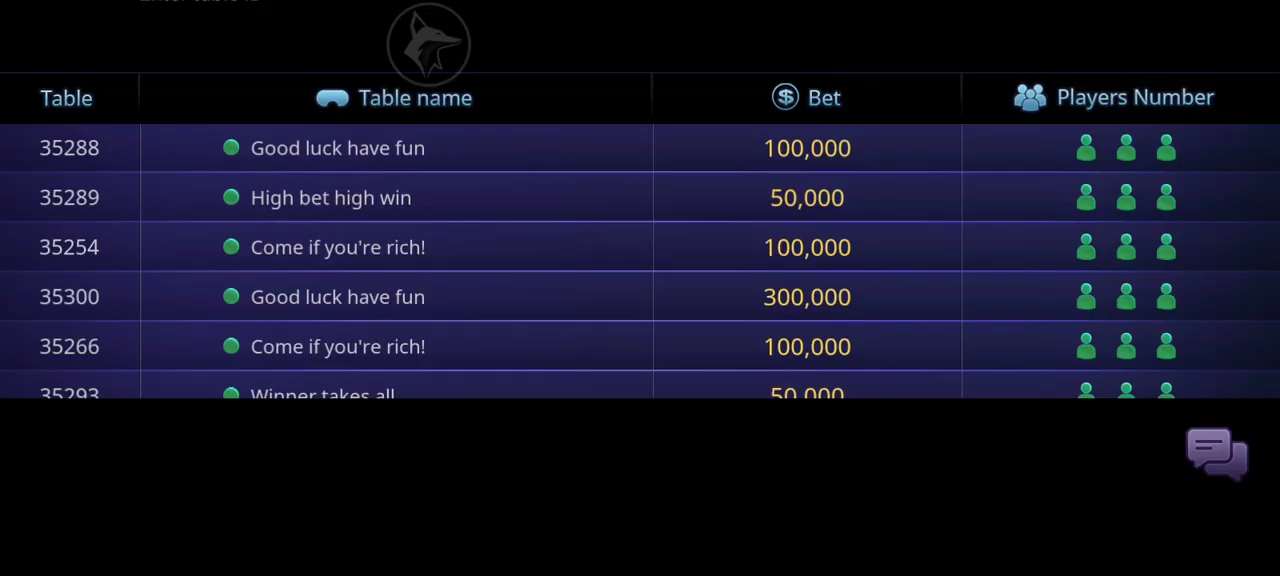 Table Table name Bet Players Number
35288 Good luck have fun 100,000
35289 High bet high win 50,000
35254 Come if you're rich! 100,000
35300 Good luck have fun 300,000
35266 Come if you're rich! 100,000
35293 Winner takes all 50,000